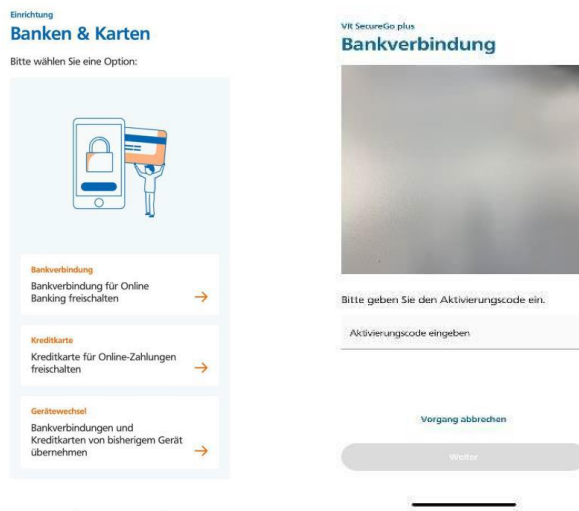 Einrichtung
Banken & Karten
Bitte wählen Sie eine Option:
Bankverbindung
Bankverbindung für Online
Banking freischalten
Kreditkarte
Kreditkarte für Online-Zahlungen
freischalten
Gerätewechsel
Bankverbindungen und
Kreditkarten von bisherigem Gerät
übernehmen
VR SecureGo plus
Bankverbindung
Bitte geben Sie den Aktivierungscode ein.
Aktivierungscode eingeben
Vorgang abbrechen
Weiter